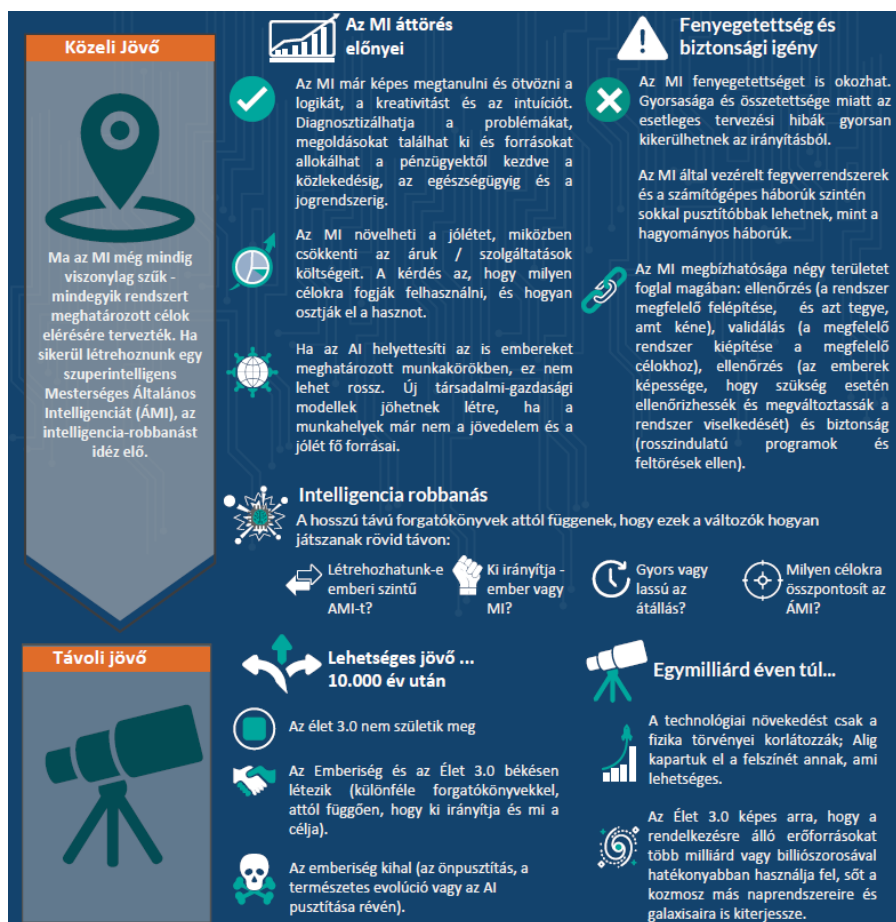 Közeli Jövő
Ma az MI még mindig
viszonylag szűk -
mindegyik rendszert
meghatározott célok
elérésére tervezték. Ha
sikerül létrehoznunk egy
szuperintelligens
Mesterséges Általános
Intelligenciát (ÁMI), az
intelligencia-robbanást
idéz elő.
Az MI áttörés
előnyei
Az MI már képes megtanulni és ötvözni a
logikát, a kreativitást és az intuíciót.
Diagnosztizálhatja a problémákat,
megoldásokat találhat ki és forrásokat
allokálhat a pénzügyektől kezdve a
közlekedésig, az egészségügyig és a
jogrendszerig.
Az MI növelheti a jólétet, miközben
csökkenti az áruk / szolgáltatások
költségeit. A kérdés az, hogy milyen
célokra fogják felhasználni, és hogyan
osztják el a hasznot.
Ha az AI helyettesíti az is embereket
meghatározott munkakörökben, ez nem
lehet rossz. Új társadalmi-gazdasági
modellek jöhetnek létre, ha a
munkahelyek már nem a jövedelem és a
jólét fő forrásai.
Fenyegetettség és
biztonsági igény
Az MI fenyegetettséget is okozhat.
Gyorsasága és összetettsége miatt az
esetleges tervezési hibák gyorsan
kikerülhetnek az irányításból.
Az MI által vezérelt fegyverrendszerek
és a számítógépes háborúk szintén
sokkal pusztítóbbak lehetnek, mint a
hagyományos háborúk.
Az MI megbízhatósága négy területet
foglal magában: ellenőrzés (a rendszer
megfelelő felépítése, és azt tegye,
amt kéne), validálás (a megfelelő
rendszer kiépítése a megfelelő
célokhoz), ellenőrzés (az emberek
képessége, hogy szükség esetén
ellenőrizhessék és megváltoztassák a
rendszer viselkedését) és biztonság
(rosszindulatú programok és
feltörések ellen).
Intelligencia robbanás
A hosszú távú forgatókönyvek attól függenek, hogy ezek a változók hogyan
játszanak rövid távon:
Létrehozhatunk-e
emberi szintű
AMI-t?
Ki irányítja -
ember vagy
MI?
Gyors vagy
lassú az
átállás?
Milyen célokra
összpontosít az
ÁMI?
Távoli jövő
Lehetséges jövő ...
10.000 év után
Az élet 3.0 nem születik meg
Az Emberiség és az Élet 3.0 békésen
létezik (különféle forgatókönyvekkel,
attól függően, hogy ki irányítja és mi a
célja).
Az emberiség kihal (az önpusztítás, a
természetes evolúció vagy az AI
pusztítása révén).
Egymilliárd éven túl...
A technológiai növekedést csak a
fizika törvényei korlátozzák; Alig
kapartuk el a felszínét annak, ami
lehetséges.
Az Élet 3.0 képes arra, hogy a
rendelkezésre álló erőforrásokat
több milliárd vagy billiószorosával
hatékonyabban használja fel, sőt a
kozmosz más naprendszereire és
galaxisaira is kiterjessze.